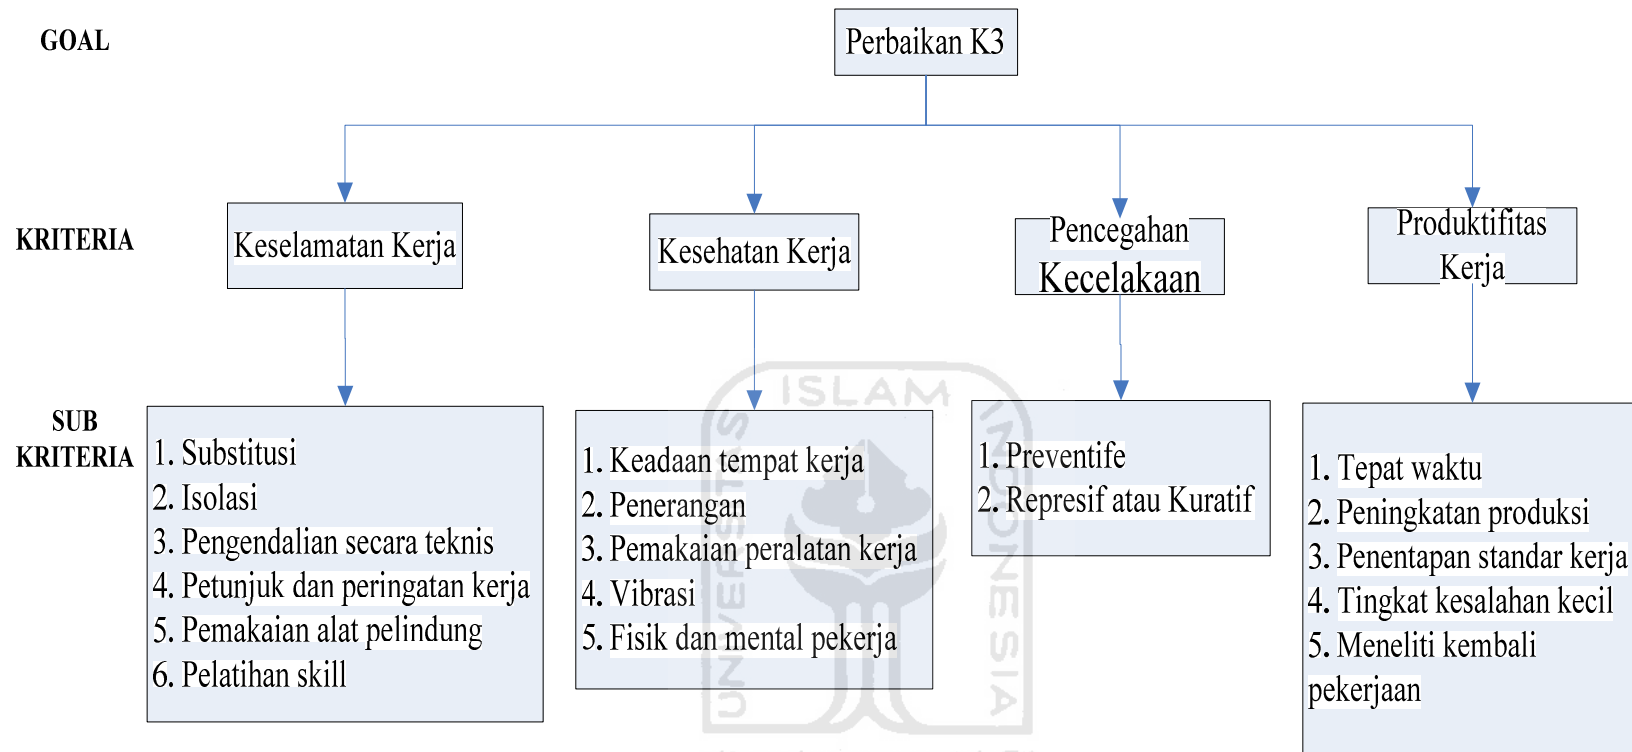 GOAL
Perbaikan K3
KRITERIA
Keselamatan Kerja
Kesehatan Kerja
Pencegahan
Kecelakaan
Produktifitas
Kerja
SUB
KRITERIA
1. Substitusi
2. Isolasi
3. Pengendalian secara teknis
4. Petunjuk dan peringatan kerja
5. Pemakaian alat pelindung
6. Pelatihan skill
1. Keadaan tempat kerja
2. Penerangan
3. Pemakaian peralatan kerja
4. Vibrasi
5. Fisik dan mental pekerja
1. Preventife
2. Represif atau Kuratif
1. Tepat waktu
2. Peningkatan produksi
3. Penentapan standar kerja
4. Tingkat kesalahan kecil
5. Meneliti kembali
pekerjaan
UNIVERSITAS
ISLAM
INDONESIA